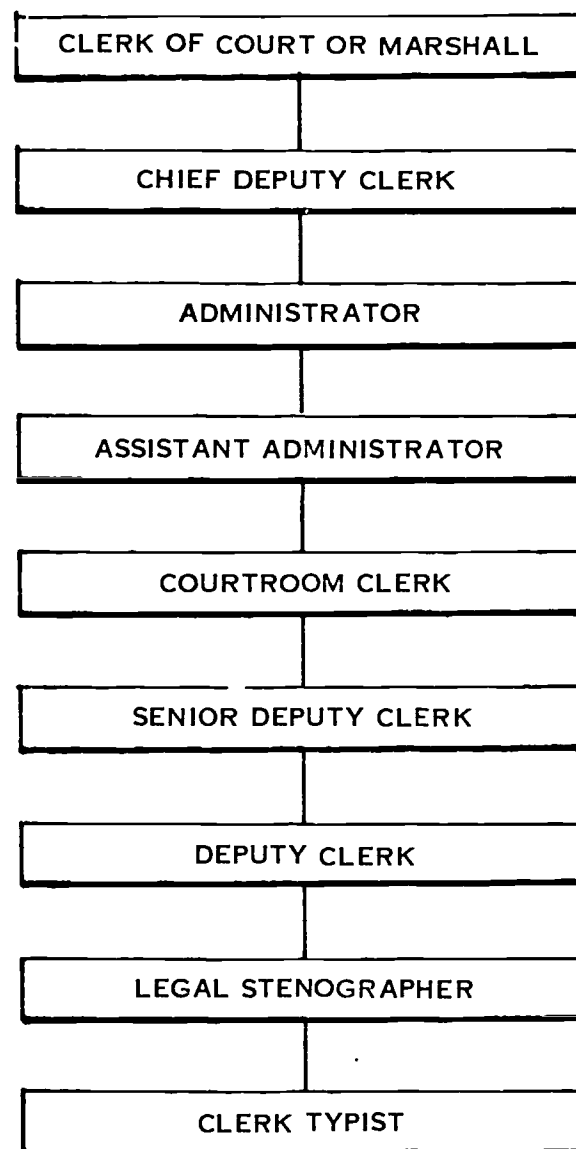 CLERK OF COURT OR MARSHALL
CHIEF DEPUTY CLERK
ADMINISTRATOR
ASSISTANT ADMINISTRATOR
COURTROOM CLERK
SENIOR DEPUTY CLERK
DEPUTY CLERK
LEGAL STENOGRAPHER
CLERK TYPIST